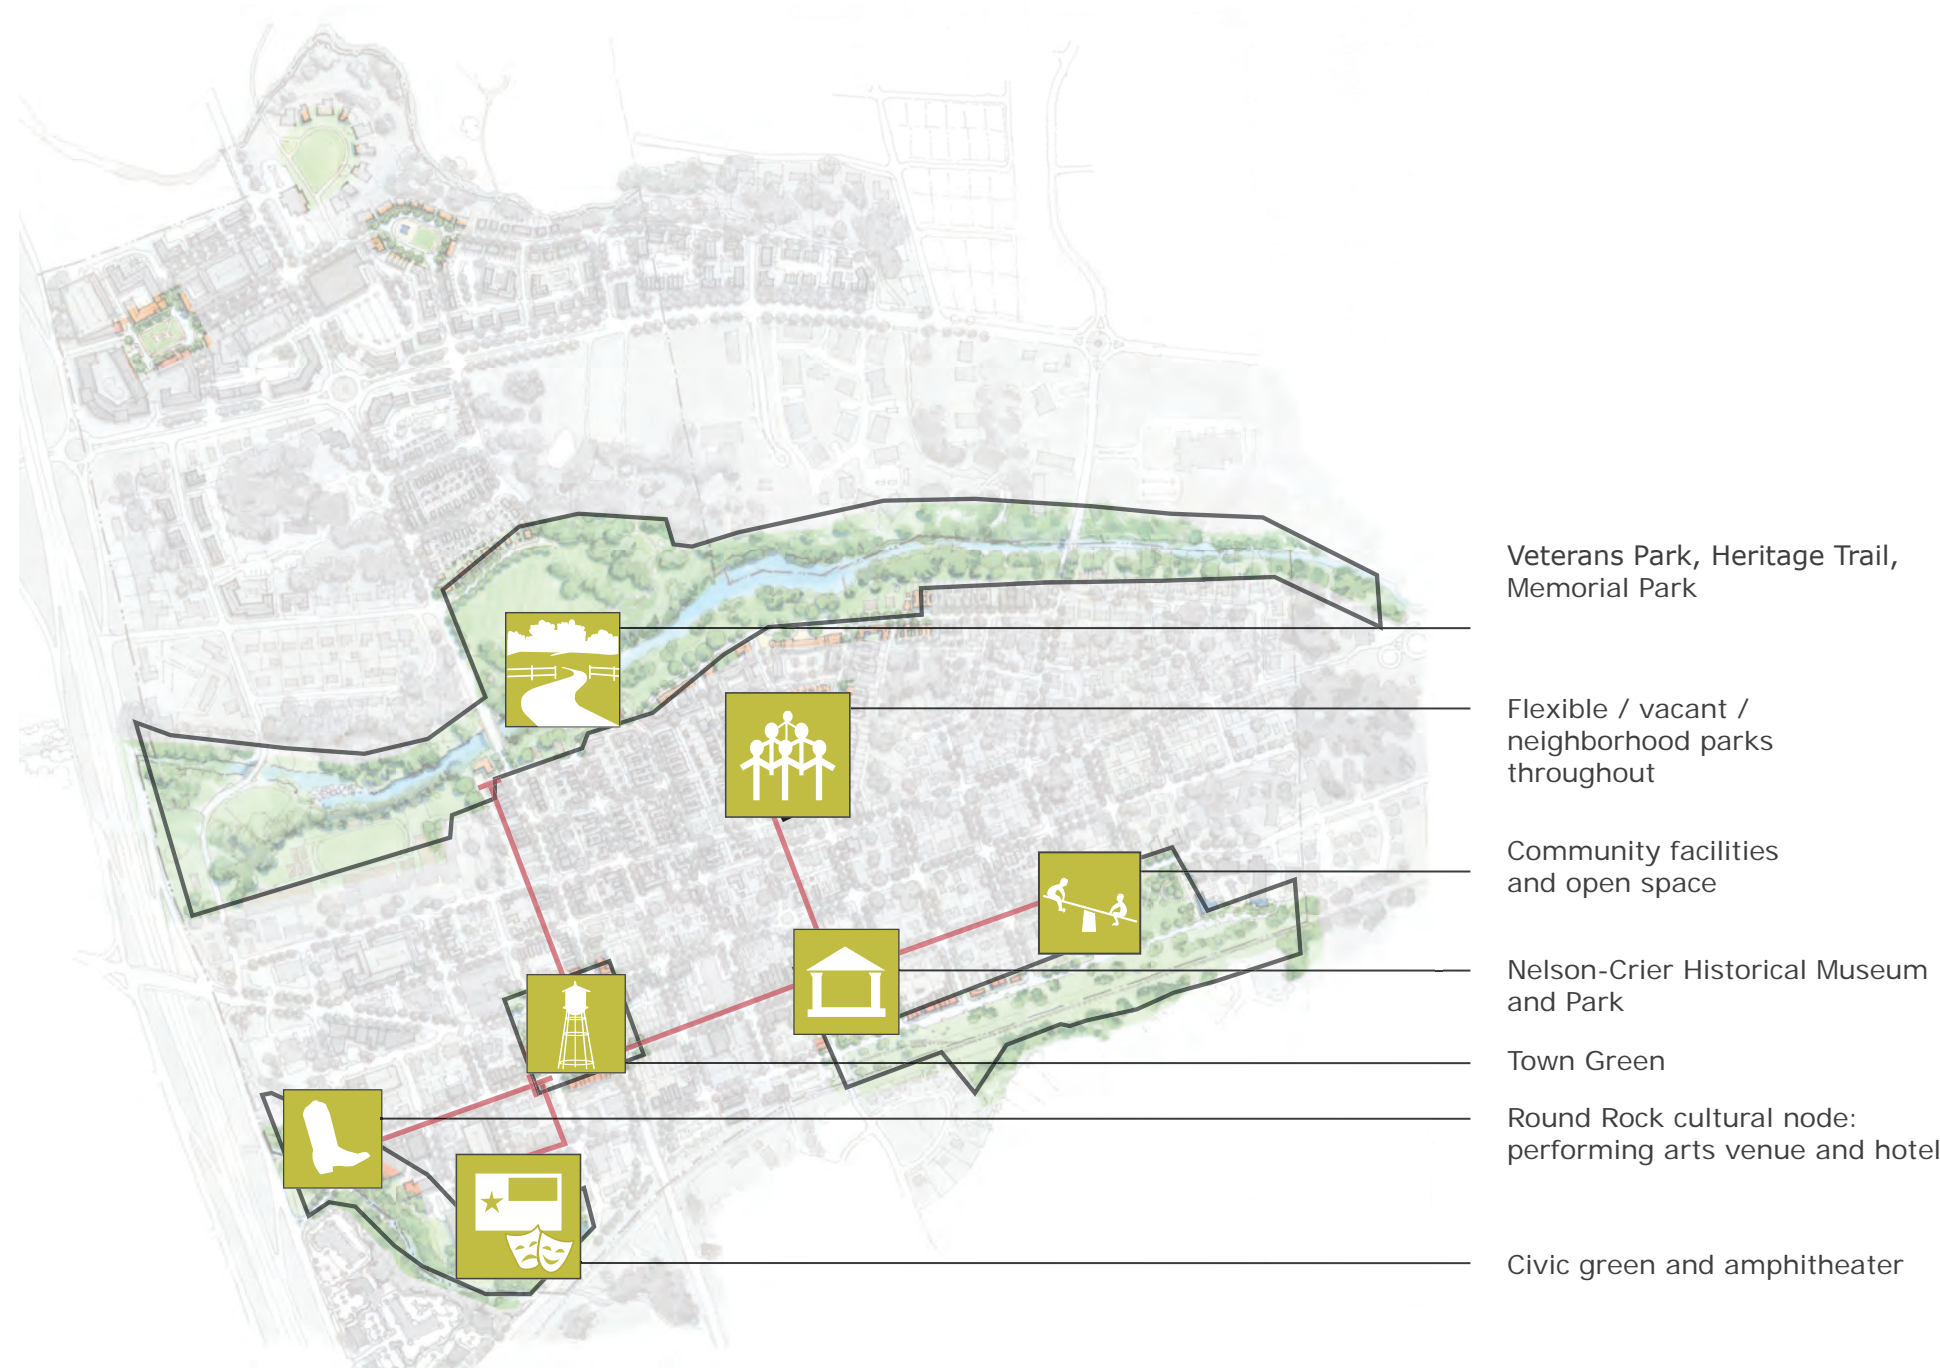 Veterans Park, Heritage Trail,
Memorial Park
Flexible / vacant /
neighborhood parks
throughout
Community facilities
and open space
Nelson-Crier Historical Museum
and Park
Town Green
Round Rock cultural node:
performing arts venue and hotel
Civic green and amphitheater